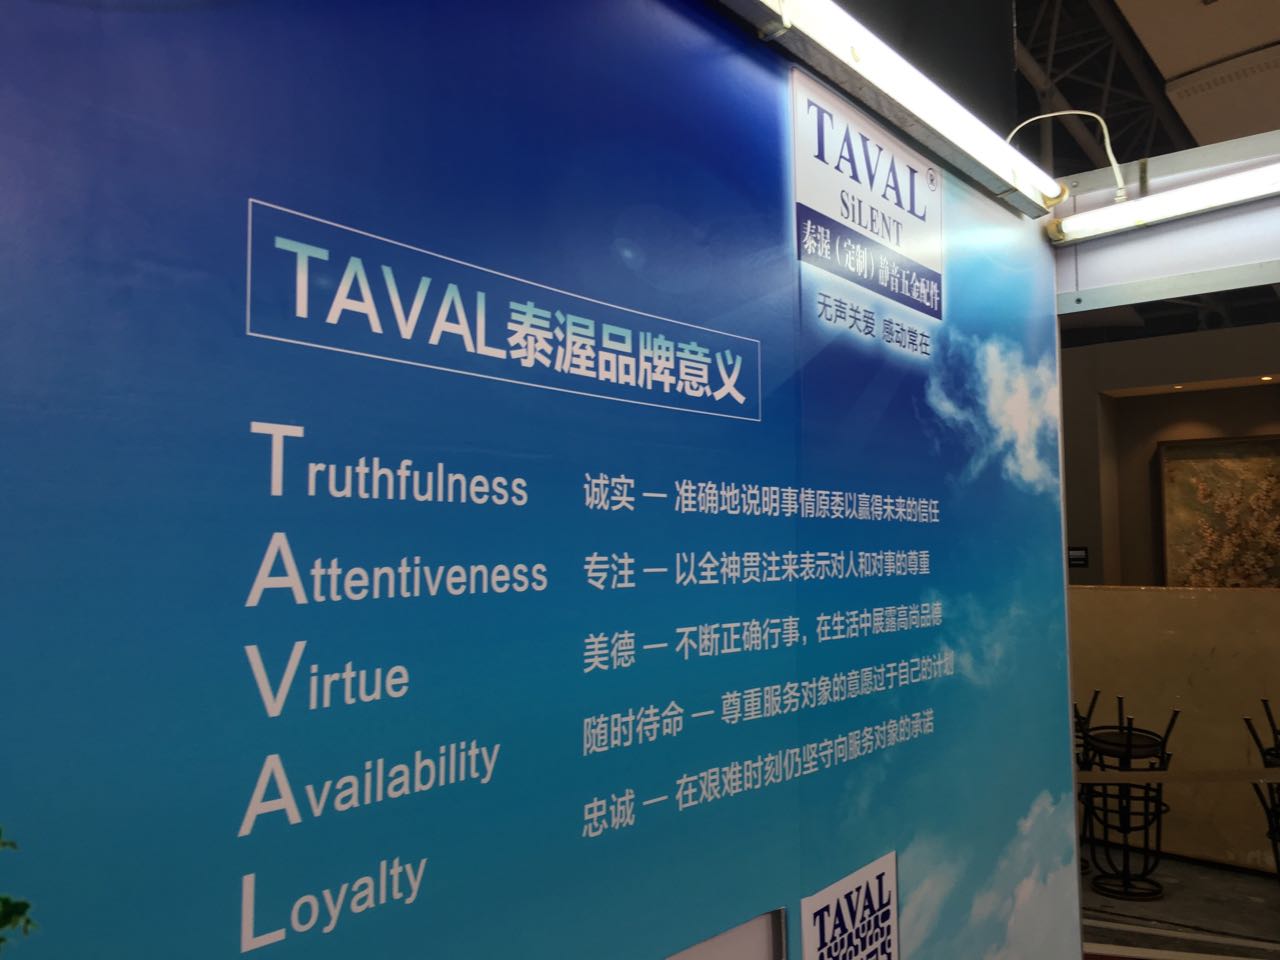 TAVAL®
SiLENT
泰渥（定制）静音五金配件
无声关爱 感动常在
TAVAL泰渥品牌意义
Truthfulness 诚实 — 准确地说明事情原委以赢得未来的信任
Attentiveness 专注 — 以全神贯注来表示对人和对事的尊重
Virtue 美德 — 不断正确行事，在生活中展露高尚品德
Availability 随时待命 — 尊重服务对象的意愿过于自己的计划
Loyalty 忠诚 — 在艰难时刻仍坚守向服务对象的承诺
TAVAL